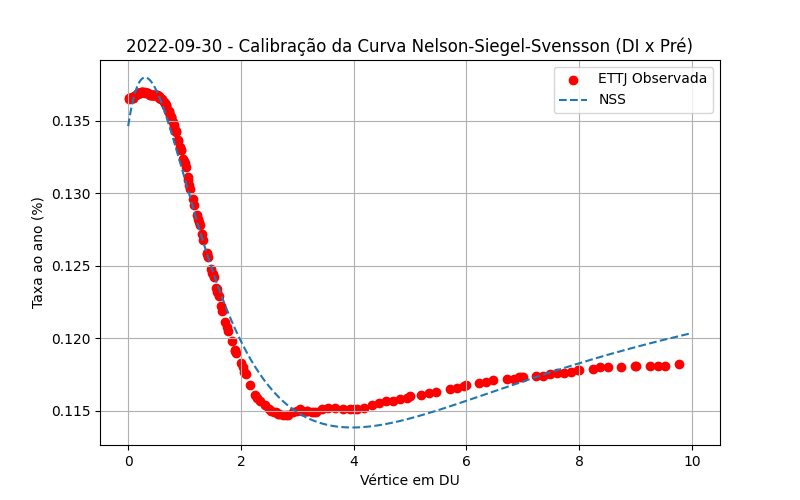 2022-09-30 - Calibração da Curva Nelson-Siegel-Svensson (DI x Pré)
ETTJ Observada
NSS
Taxa ao ano (%)
0.135
0.130
0.125
0.120
0.115
0 2 4 6 8 10
Vértice em DU